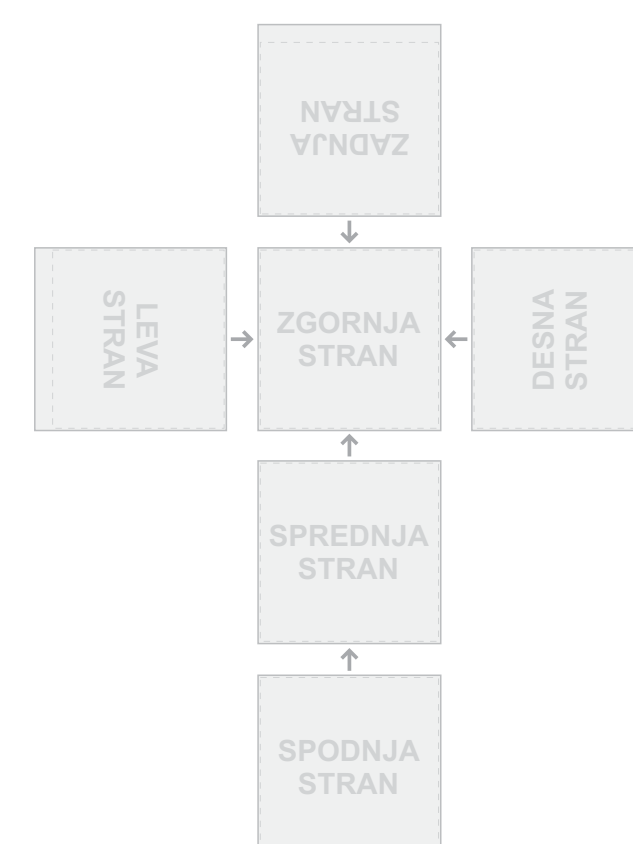 ZADNJA
STRAN
LEVA
STRAN
ZGORNJA
STRAN
DESNA
STRAN
SPREDNJA
STRAN
SPODNJA
STRAN